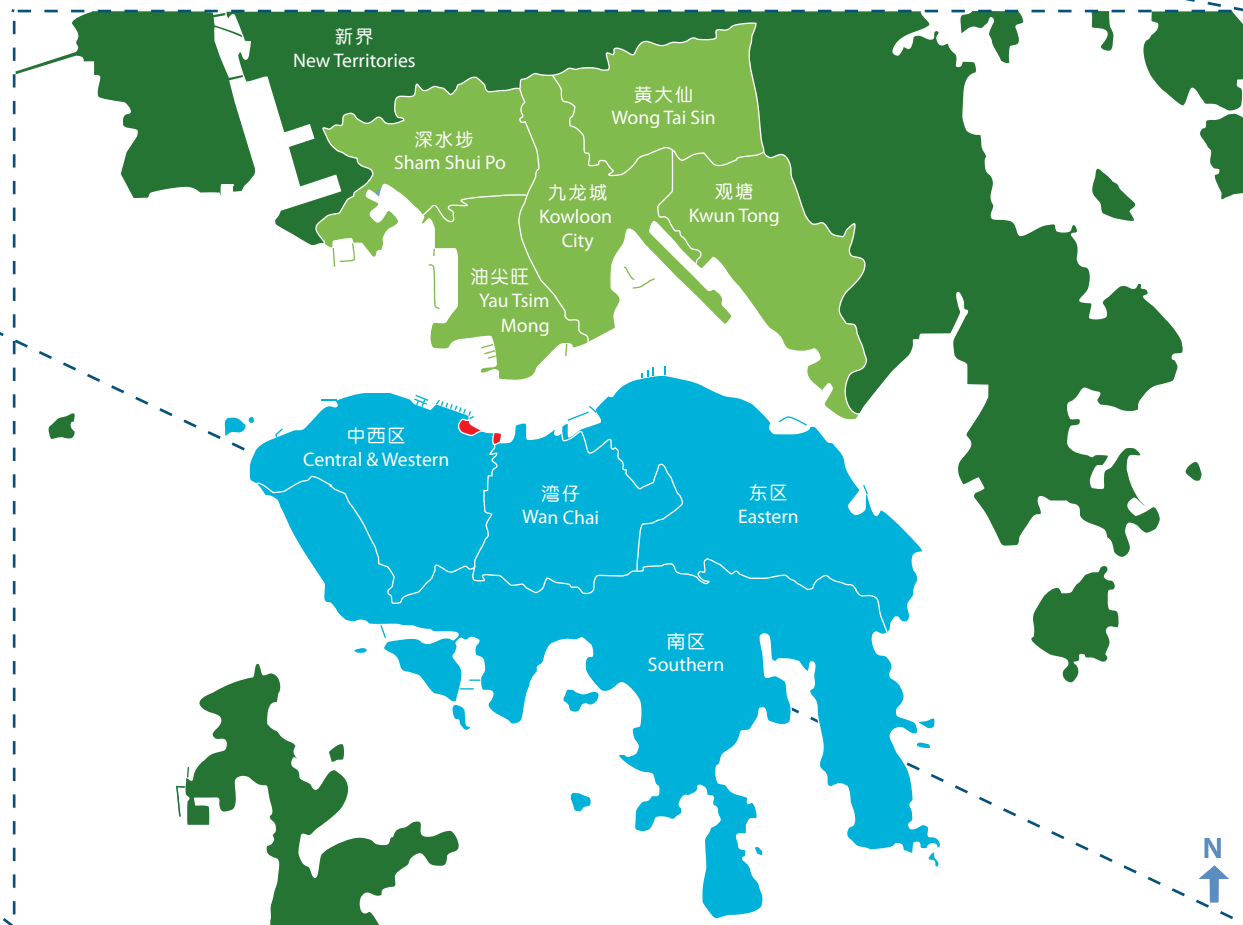 新界
New Territories
黄大仙
Wong Tai Sin
深水埗
Sham Shui Po
九龙城
Kowloon
City
观塘
Kwun Tong
油尖旺
Yau Tsim
Mong
中西区
Central & Western
湾仔
Wan Chai
东区
Eastern
南区
Southern
N